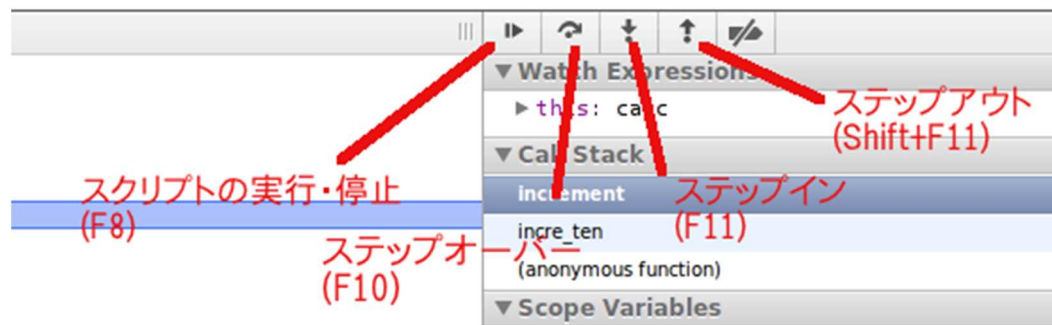 Watch Expressions
this: calc
ステップアウト
(Shift+F11)
Call Stack
スクリプトの実行・停止
(F8)
increment
ステップイン
(F11)
incre_ten
ステップオーバー
(F10)
(anonymous function)
Scope Variables